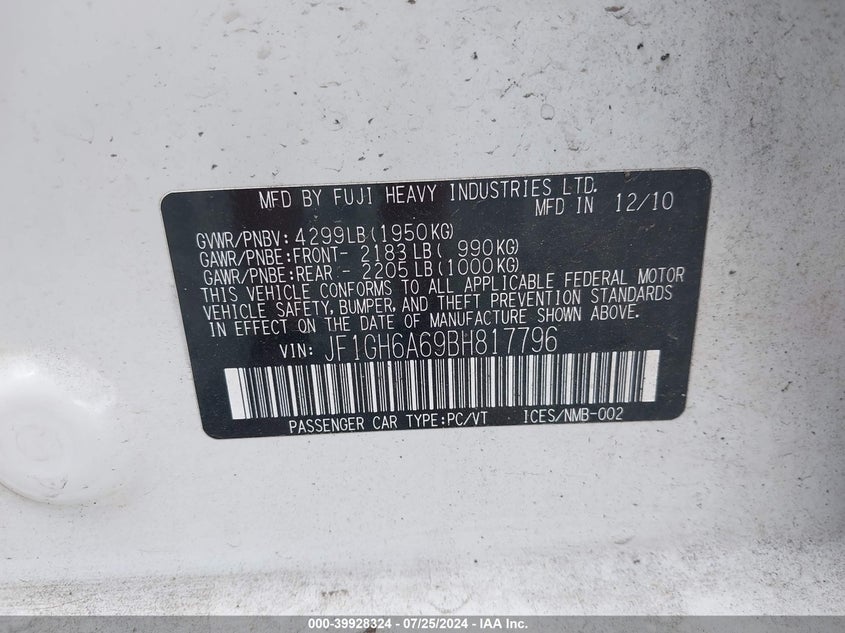 MFD BY FUJI HEAVY INDUSTRIES LTD.
MFD IN 12/10
GVWR/PNBV: 4299LB(1950KG)
GAWR/PNBE:FRONT- 2183LB( 990KG)
GAWR/PNBE:REAR - 2205LB(1000KG)
THIS VEHICLE CONFORMS TO ALL APPLICABLE FEDERAL MOTOR
VEHICLE SAFETY, BUMPER, AND THEFT PREVENTION STANDARDS
IN EFFECT ON THE DATE OF MANUFACTURE SHOWN ABOVE.
VIN: JF1GH6A69BH817796
PASSENGER CAR TYPE:PC/VT ICES/NMB-002
000-39928324 / 07/25/2024 - IAA Inc.